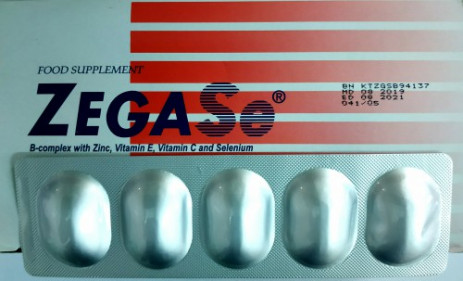 FOOD SUPPLEMENT
ZEGASe®
B-complex with Zinc, Vitamin E, Vitamin C and Selenium
BN KTZGSB94137
MD 08 2019
ED 08 2021
041/05